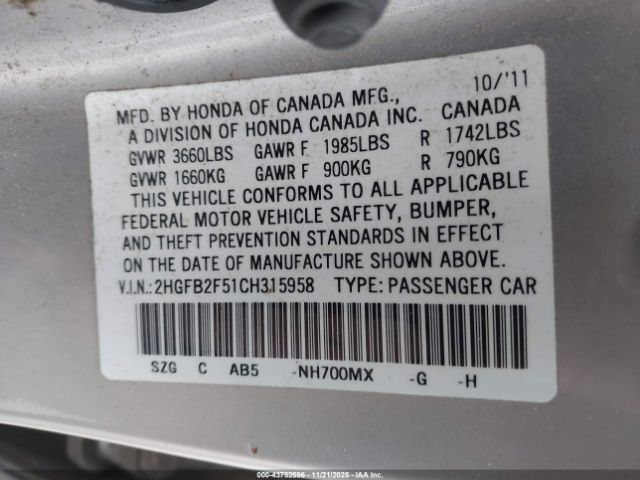 10/'11
MFD. BY HONDA OF CANADA MFG., CANADA
A DIVISION OF HONDA CANADA INC.
GVWR 3660LBS GAWR F 1985LBS R 1742LBS
GVWR 1660KG GAWR F 900KG R 790KG
THIS VEHICLE CONFORMS TO ALL APPLICABLE
FEDERAL MOTOR VEHICLE SAFETY, BUMPER,
AND THEFT PREVENTION STANDARDS IN EFFECT
ON THE DATE OF MANUFACTURE SHOWN ABOVE.
V.I.N.: 2HGFB2F51CH315958 TYPE: PASSENGER CAR
SZG C AB5 -NH700MX -G -H
000-43752596 - 11/21/2025 - IAAI